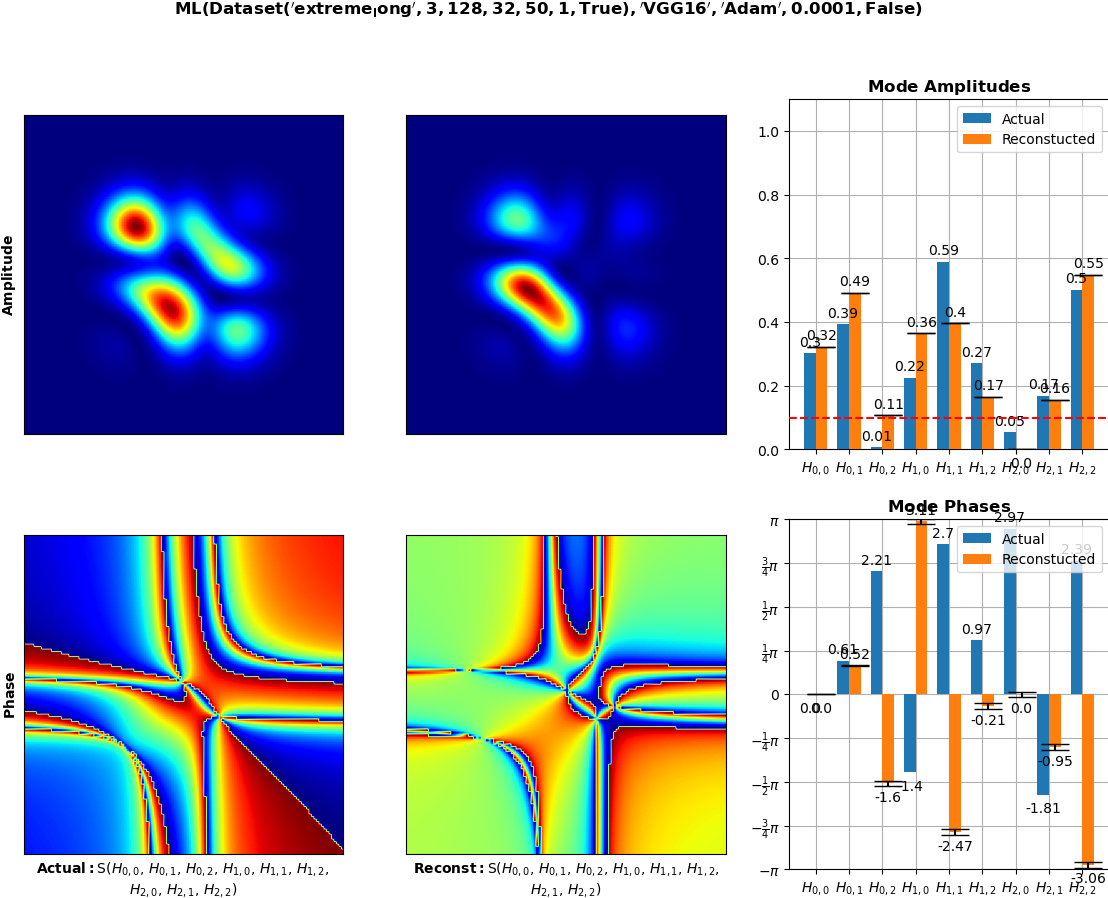 ML(Dataset('extreme_long', 3, 128, 32, 50, 1, True), 'VGG16', 'Adam', 0.0001, False)
Amplitude
Mode Amplitudes
Actual
Reconstucted
1.0
0.8
0.6
0.4
0.2
0.0
0.3
0.32
0.39
0.49
0.01
0.11
0.22
0.36
0.59
0.4
0.27
0.17
0.05
0.0
0.17
0.16
0.5
0.55
H0,0 H0,1 H0,2 H1,0 H1,1 H1,2 H2,0 H2,1 H2,2
Phase
Mode Phases
Actual
Reconstucted
π
3/4π
1/2π
1/4π
0
−1/4π
−1/2π
−3/4π
−π
0.0
0.0
0.61
0.52
2.21
-1.6
-1.4
3.11
2.7
-2.47
0.97
-0.21
2.97
0.0
-1.81
-0.95
2.39
-3.06
H0,0 H0,1 H0,2 H1,0 H1,1 H1,2 H2,0 H2,1 H2,2
Actual: S(H0,0, H0,1, H0,2, H1,0, H1,1, H1,2,
H2,0, H2,1, H2,2)
Reconst: S(H0,0, H0,1, H0,2, H1,0, H1,1, H1,2,
H2,1, H2,2)